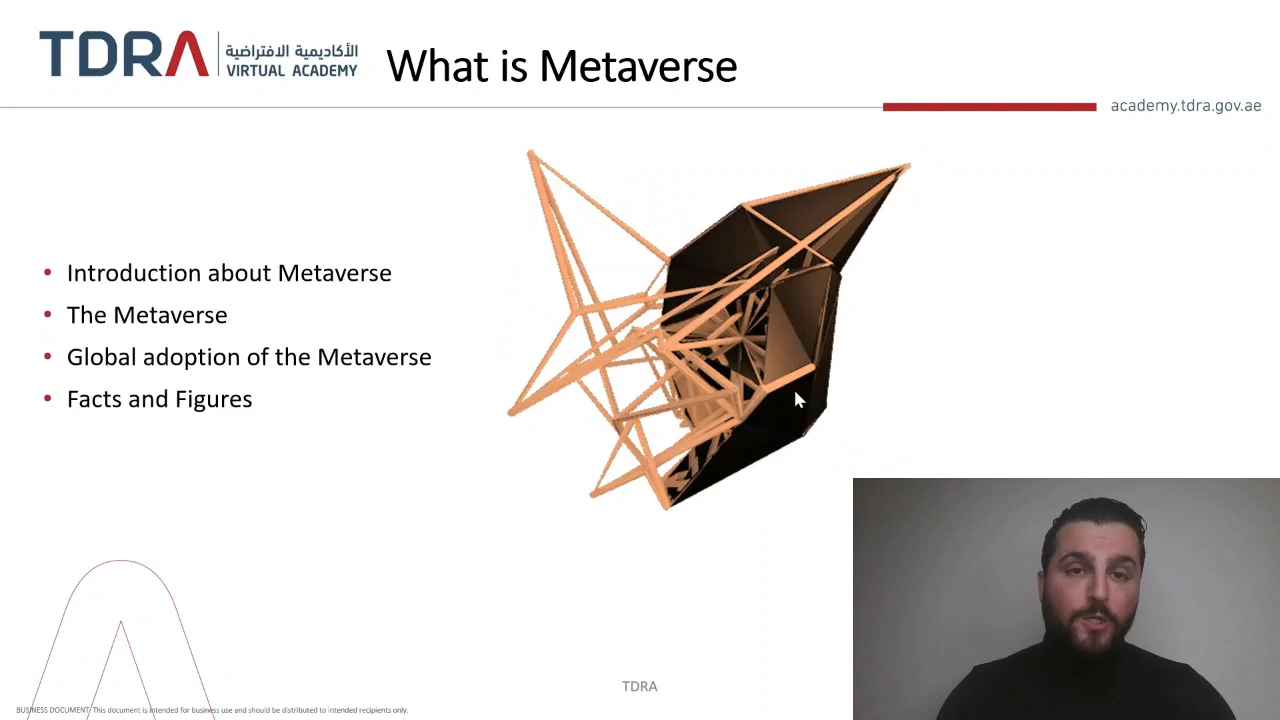 TDRA
الأكاديمية الافتراضية
VIRTUAL ACADEMY
What is Metaverse
academy.tdra.gov.ae
• Introduction about Metaverse
• The Metaverse
• Global adoption of the Metaverse
• Facts and Figures
TDRA
BUSINESS DOCUMENT: This document is intended for business use and should be distributed to intended recipients only.